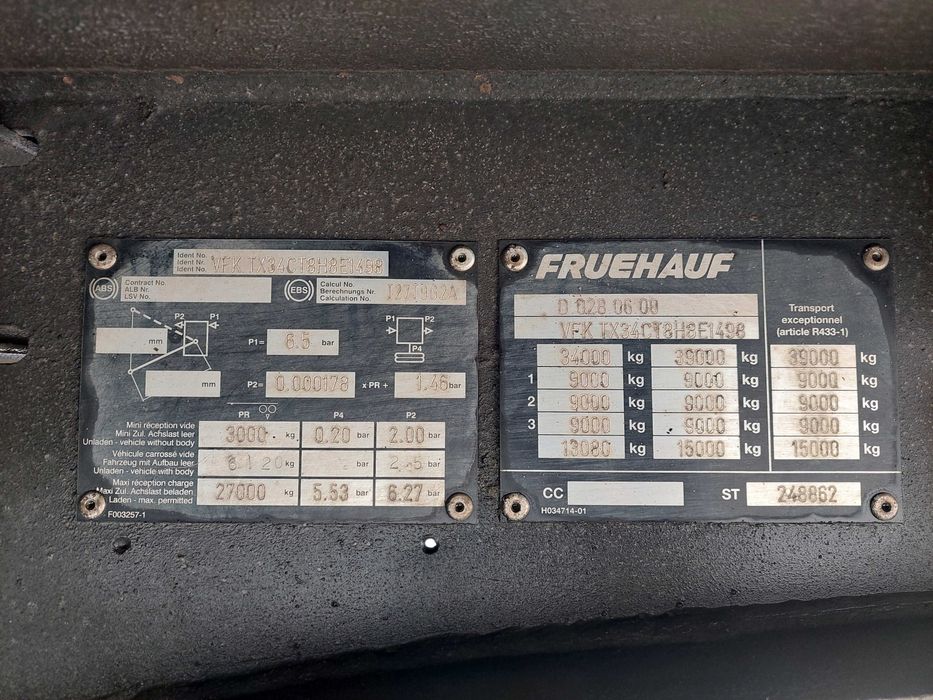 Ident No.
Ident No.
Ident No.
VFK TX34CT8H8E1498
ABS
Contract No.
ALB Nr.
LSV No.
EBS
Calcul No.
Berechnungs Nr.
Calculation No.
P2 P1
mm
P1= 6.5 bar
P1 P2
P4
mm
P2= 0.000178 x PR + 1.46 bar
PR P4 P2
Mini réception vide
Mini Zul. Achslast leer
Unladen - vehicle without body
3000 kg 0.20 bar 2.00 bar
Véhicule carrossé vide
Fahrzeug mit Aufbau leer
Unladen - vehicle with body
6120 kg bar 2.5 bar
Maxi réception charge
Maxi Zul. Achslast beladen
Laden - max. permitted
27000 kg 5.53 bar 6.27 bar
F003257-1
FRUEHAUF
D 028 06 00
VFK TX34CT8H8E1498
Transport
exceptionnel
(article R433-1)
34000 kg 39000 kg 39000 kg
1 9000 kg 9000 kg 9000 kg
2 9000 kg 9000 kg 9000 kg
3 9000 kg 9000 kg 9000 kg
13080 kg 15000 kg 15000 kg
CC ST 248862
H034714-01